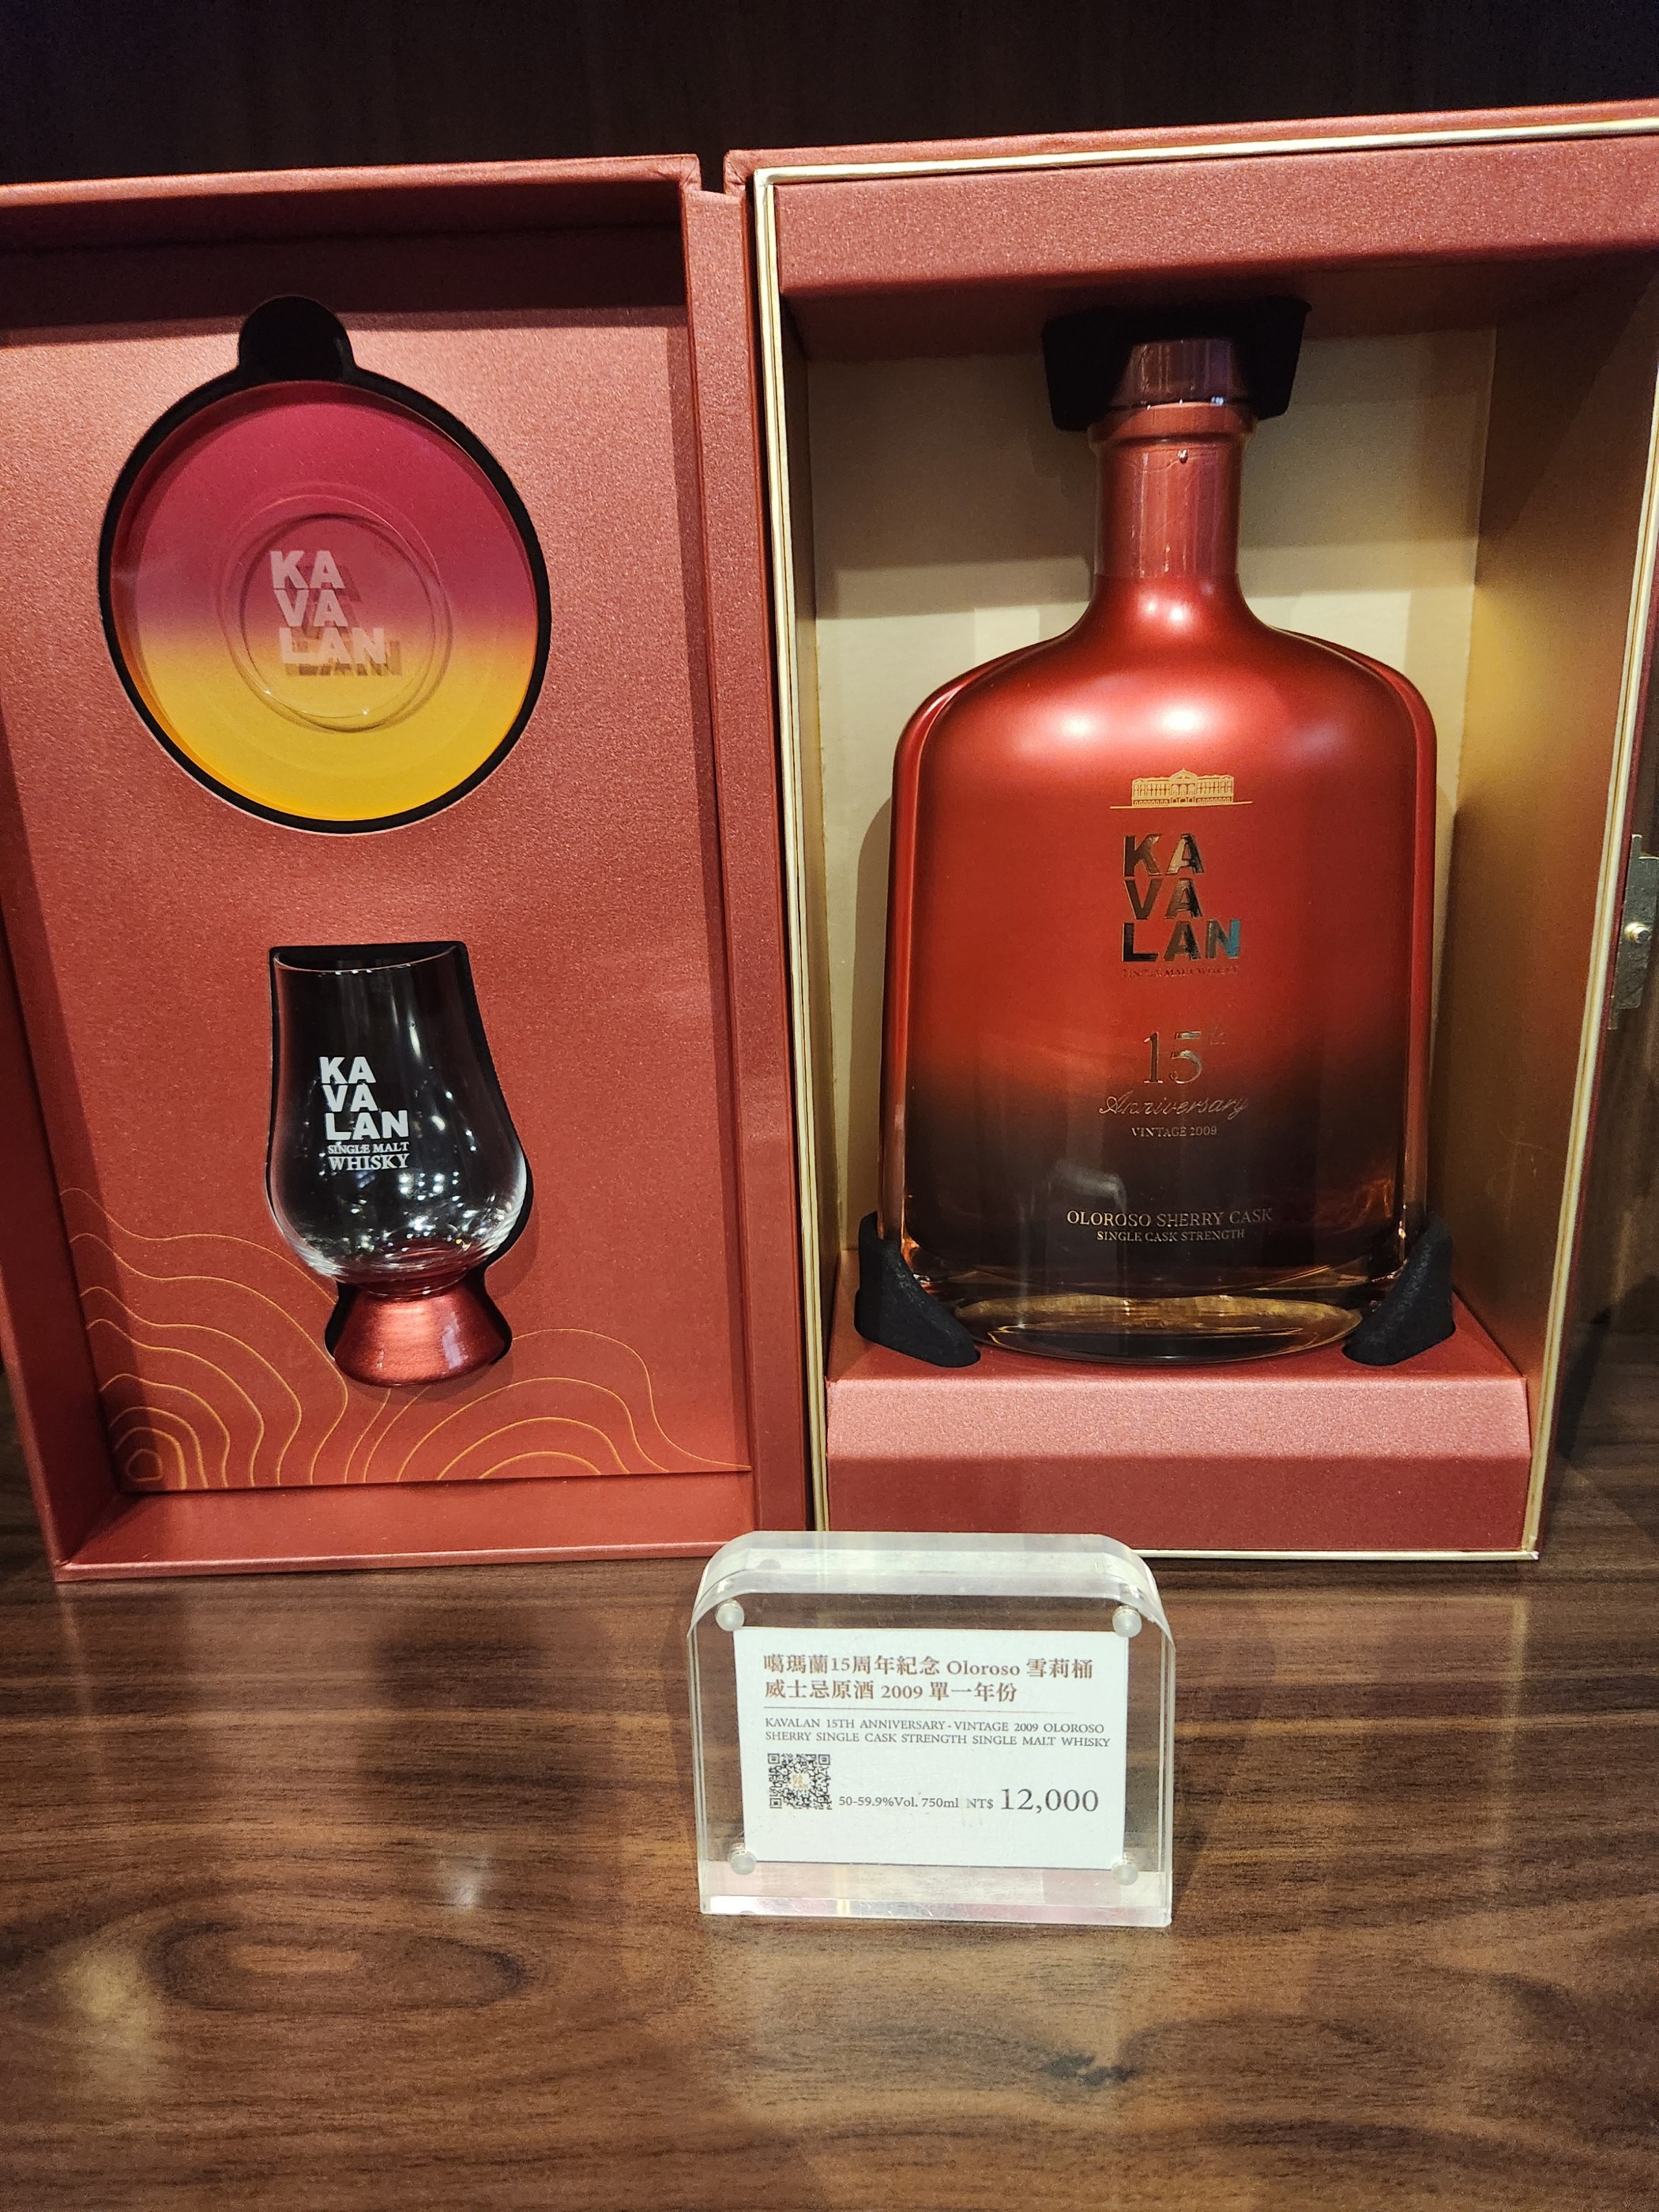 KA
VA
LAN
KA
VA
LAN
SINGLE MALT
WHISKY
KA
VA
LAN
SINGLE MALT WHISKY
15th
Anniversary
VINTAGE 2009
OLOROSO SHERRY CASK
SINGLE CASK STRENGTH
噶瑪蘭15周年紀念 Oloroso 雪莉桶
威士忌原酒 2009 單一年份
KAVALAN 15TH ANNIVERSARY-VINTAGE 2009 OLOROSO
SHERRY SINGLE CASK STRENGTH SINGLE MALT WHISKY
50-59.9%Vol. 750ml NT$ 12,000